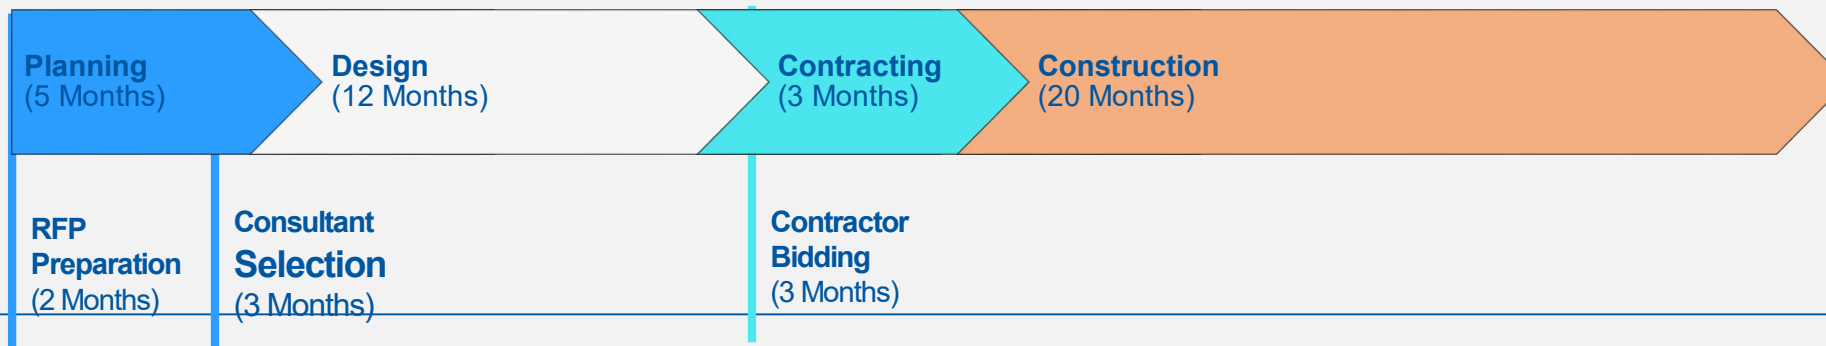 Planning
(5 Months)
Design
(12 Months)
Contracting
(3 Months)
Construction
(20 Months)
RFP
Preparation
(2 Months)
Consultant
Selection
(3 Months)
Contractor
Bidding
(3 Months)